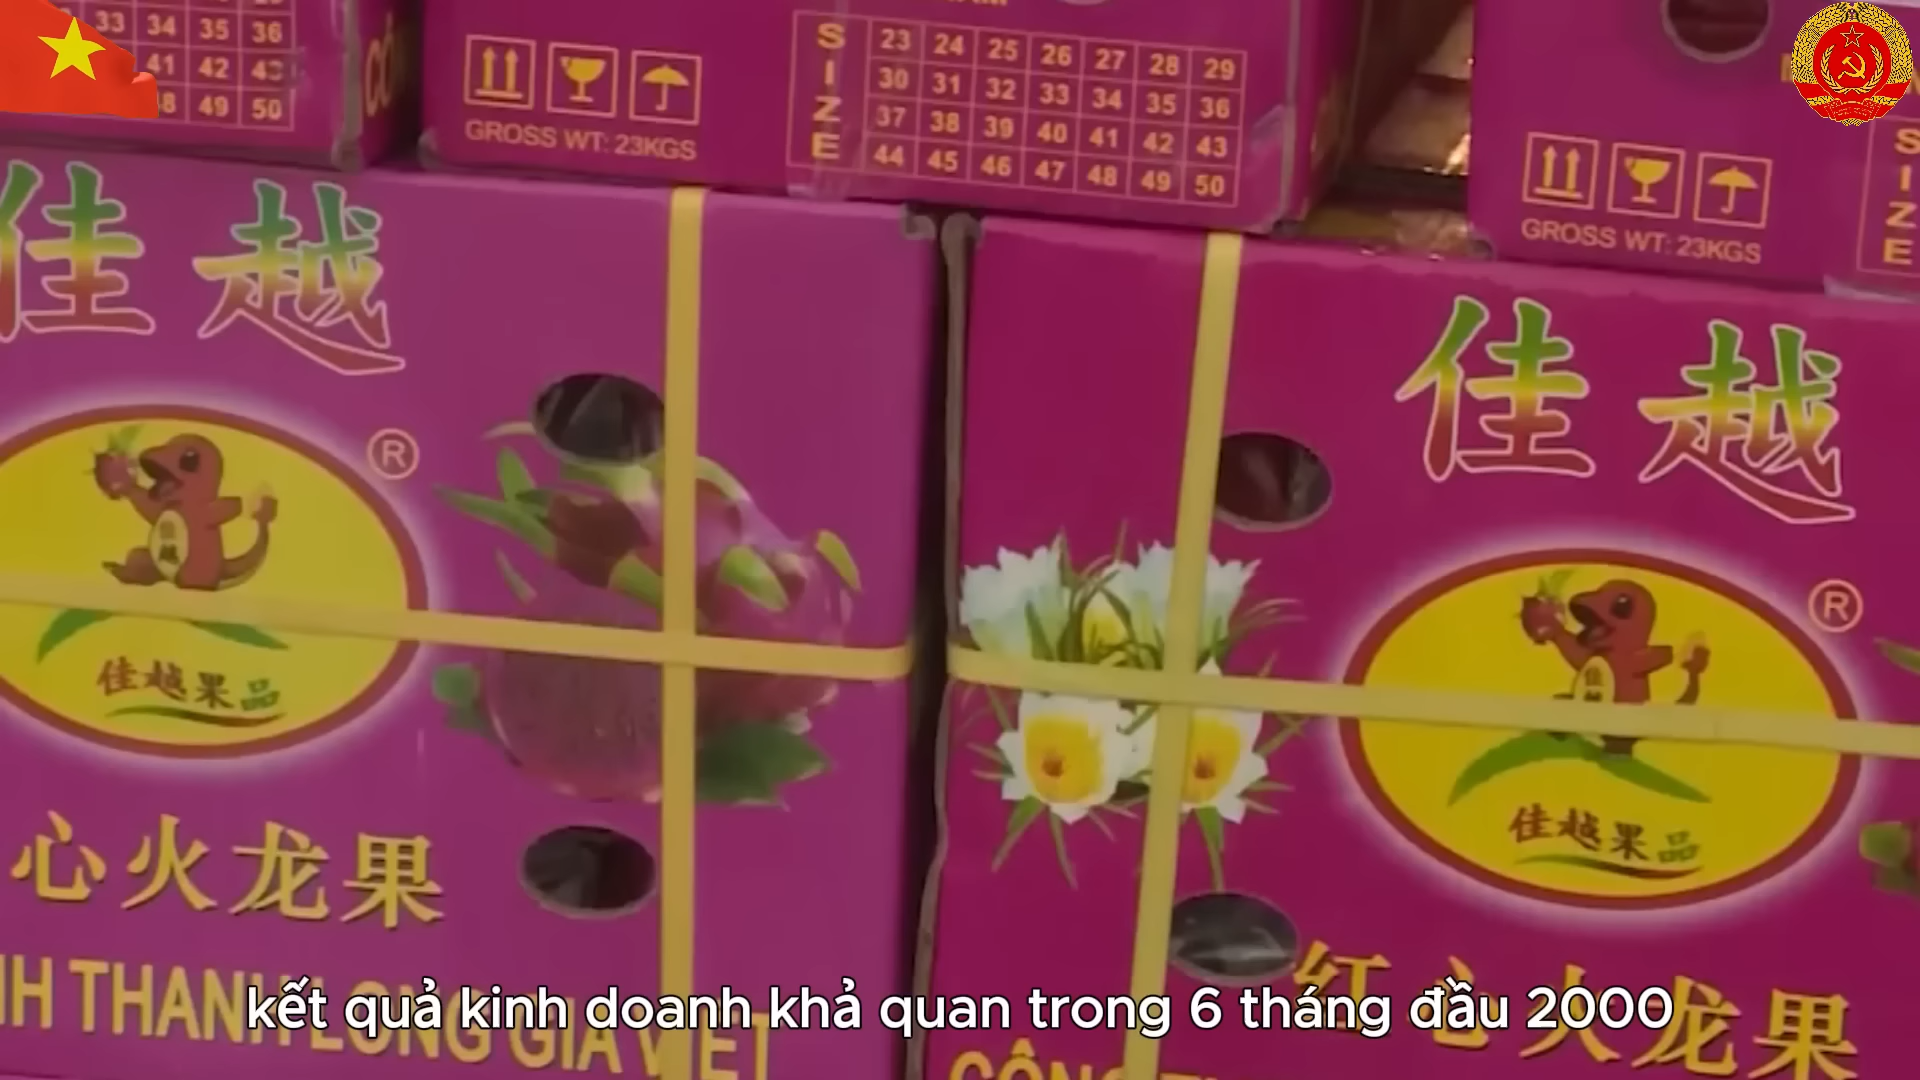 33 34 35 36
41 42 43
49 50
GROSS WT: 23KGS
SIZE
23 24 25 26 27 28 29
30 31 32 33 34 35 36
37 38 39 40 41 42 43
44 45 46 47 48 49 50
GROSS WT: 23KGS
SIZE
佳越
®
佳越
佳越果品
心火龙果
THANH LONG GIA VIET
佳越
®
佳越果品
红心火龙果
CÔNG
kết quả kinh doanh khả quan trong 6 tháng đầu 2000